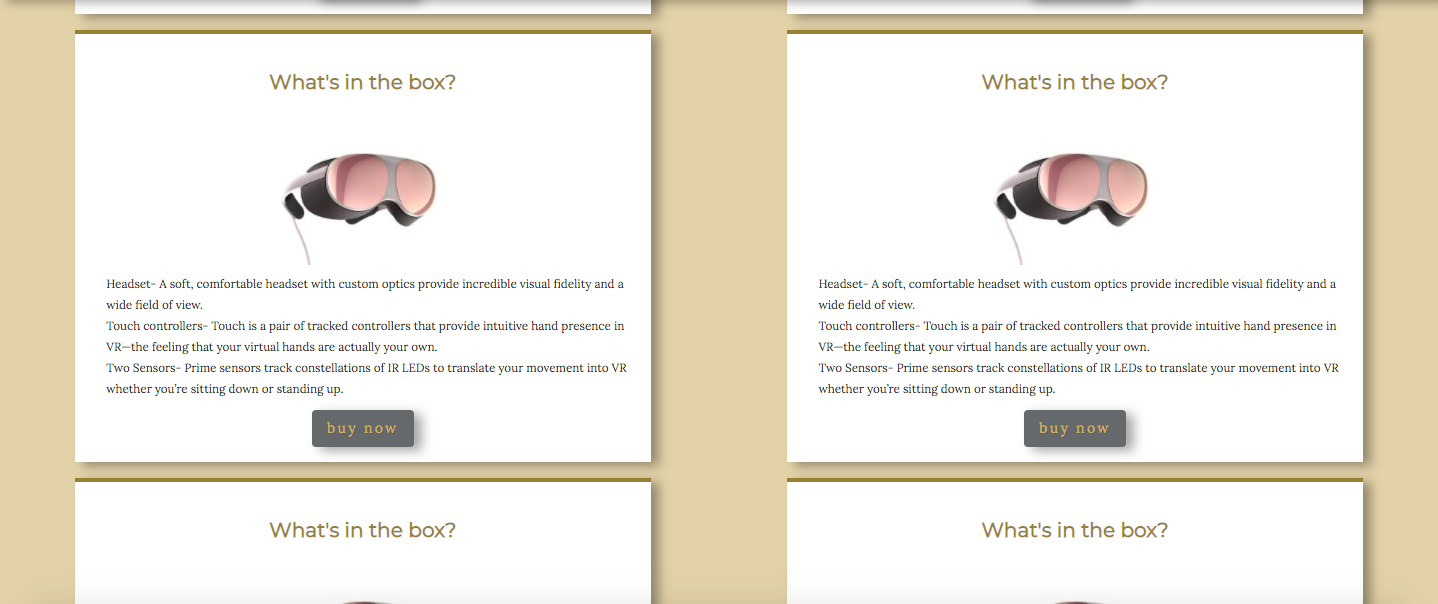 What's in the box?
Headset- A soft, comfortable headset with custom optics provide incredible visual fidelity and a
wide field of view.
Touch controllers- Touch is a pair of tracked controllers that provide intuitive hand presence in
VR—the feeling that your virtual hands are actually your own.
Two Sensors- Prime sensors track constellations of IR LEDs to translate your movement into VR
whether you’re sitting down or standing up.
buy now
What's in the box?
Headset- A soft, comfortable headset with custom optics provide incredible visual fidelity and a
wide field of view.
Touch controllers- Touch is a pair of tracked controllers that provide intuitive hand presence in
VR—the feeling that your virtual hands are actually your own.
Two Sensors- Prime sensors track constellations of IR LEDs to translate your movement into VR
whether you’re sitting down or standing up.
buy now
What's in the box?
What's in the box?